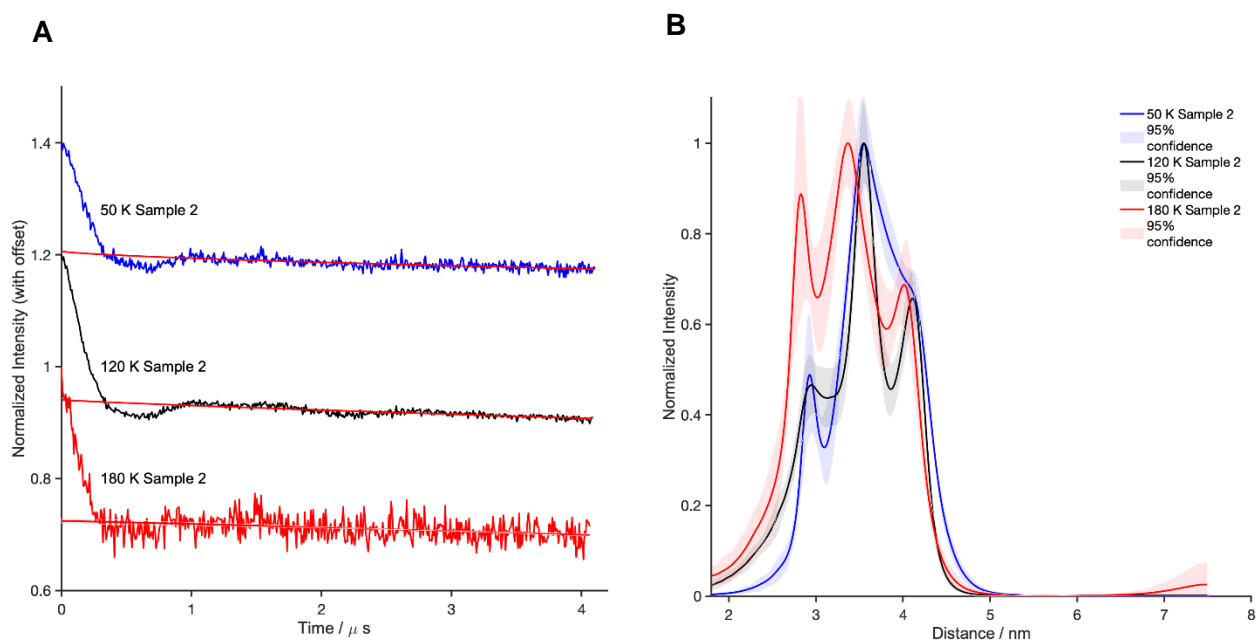 A
Normalized Intensity (with offset)
1.4
1.2
1
0.8
0.6
50 K Sample 2
120 K Sample 2
180 K Sample 2
0
1
2
3
4
Time / μ s
B
Normalized Intensity
1
0.8
0.6
0.4
0.2
0
2
3
4
5
6
7
8
Distance / nm
50 K Sample 2
95%
confidence
120 K Sample 2
95%
confidence
180 K Sample 2
95%
confidence